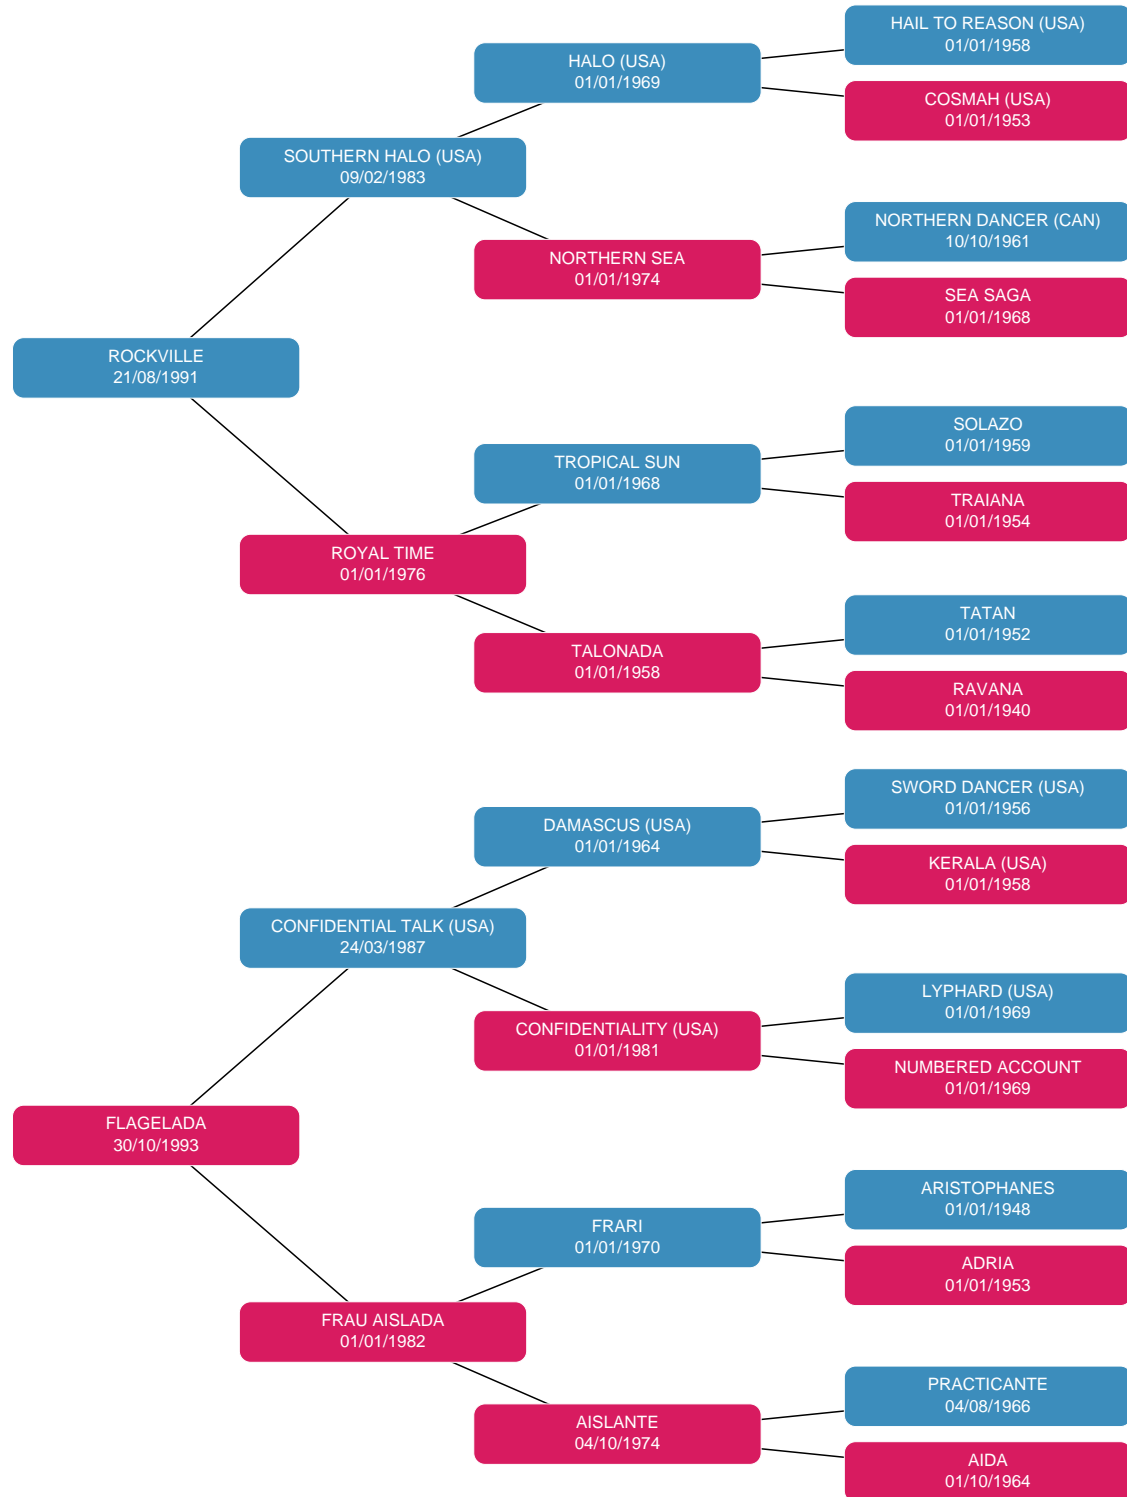 HAIL TO REASON (USA)
01/01/1958
HALO (USA)
01/01/1969
COSMAH (USA)
01/01/1953
SOUTHERN HALO (USA)
09/02/1983
NORTHERN DANCER (CAN)
10/10/1961
NORTHERN SEA
01/01/1974
SEA SAGA
01/01/1968
ROCKVILLE
21/08/1991
SOLAZO
01/01/1959
TROPICAL SUN
01/01/1968
TRAIANA
01/01/1954
ROYAL TIME
01/01/1976
TATAN
01/01/1952
TALONADA
01/01/1958
RAVANA
01/01/1940
SWORD DANCER (USA)
01/01/1956
DAMASCUS (USA)
01/01/1964
KERALA (USA)
01/01/1958
CONFIDENTIAL TALK (USA)
24/03/1987
LYPHARD (USA)
01/01/1969
CONFIDENTIALITY (USA)
01/01/1981
NUMBERED ACCOUNT
01/01/1969
FLAGELADA
30/10/1993
ARISTOPHANES
01/01/1948
FRARI
01/01/1970
ADRIA
01/01/1953
FRAU AISLADA
01/01/1982
PRACTICANTE
04/08/1966
AISLANTE
04/10/1974
AIDA
01/10/1964